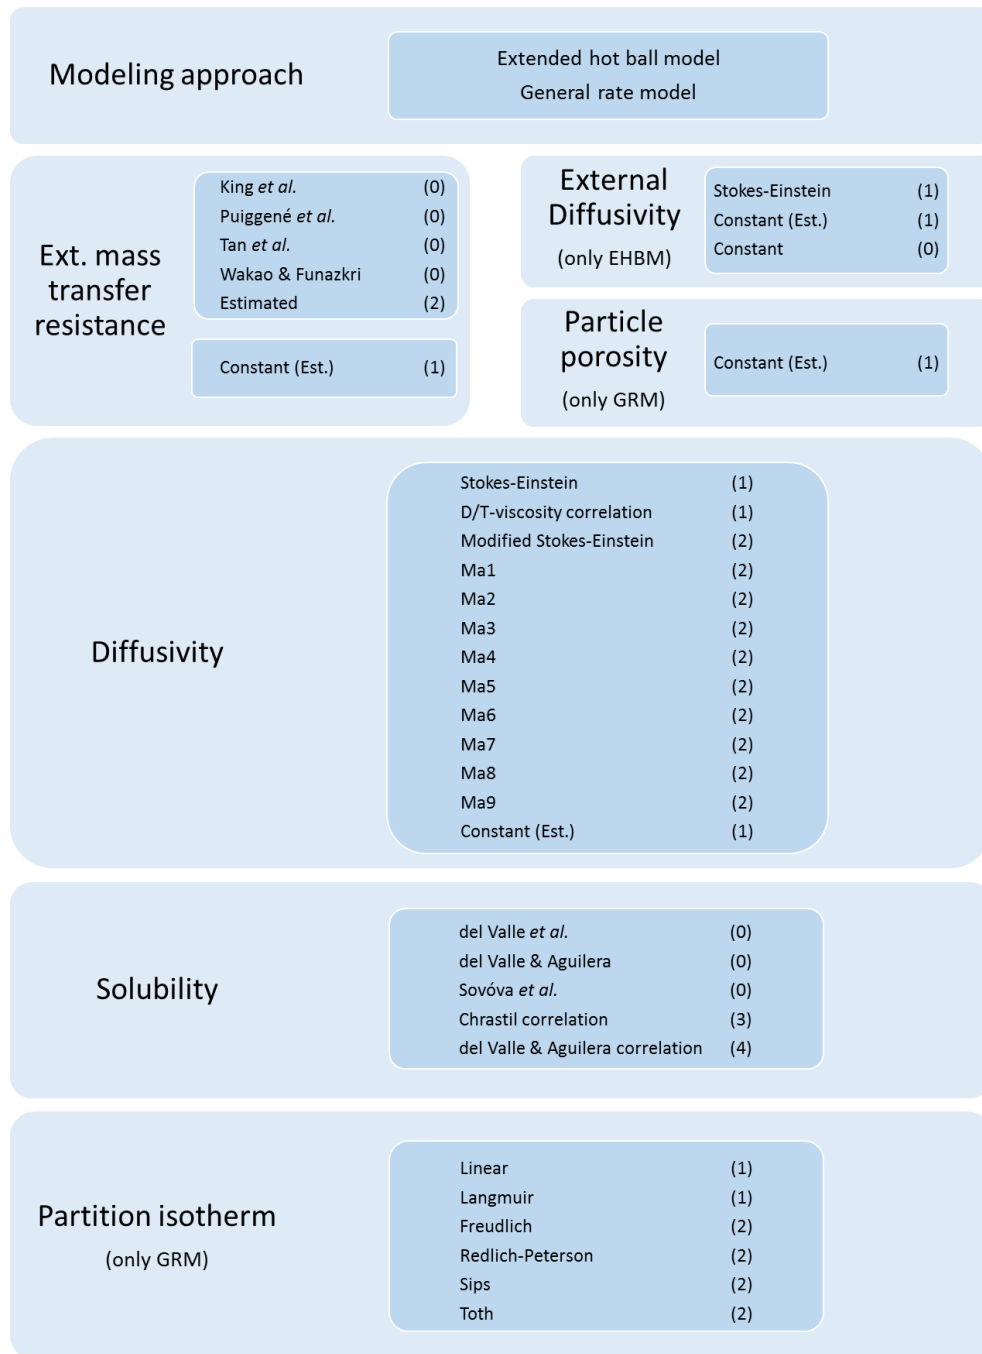 Modeling approach
Extended hot ball model
General rate model
Ext. mass
transfer
resistance
King et al. (0)
Puiggené et al. (0)
Tan et al. (0)
Wakao & Funazkri (0)
Estimated (2)
Constant (Est.) (1)
External
Diffusivity
(only EHBM)
Stokes-Einstein (1)
Constant (Est.) (1)
Constant (0)
Particle
porosity
(only GRM)
Constant (Est.) (1)
Diffusivity
Stokes-Einstein (1)
D/T-viscosity correlation (1)
Modified Stokes-Einstein (2)
Ma1 (2)
Ma2 (2)
Ma3 (2)
Ma4 (2)
Ma5 (2)
Ma6 (2)
Ma7 (2)
Ma8 (2)
Ma9 (2)
Constant (Est.) (1)
Solubility
del Valle et al. (0)
del Valle & Aguilera (0)
Sovóva et al. (0)
Chrastil correlation (3)
del Valle & Aguilera correlation (4)
Partition isotherm
(only GRM)
Linear (1)
Langmuir (1)
Freudlich (2)
Redlich-Peterson (2)
Sips (2)
Toth (2)